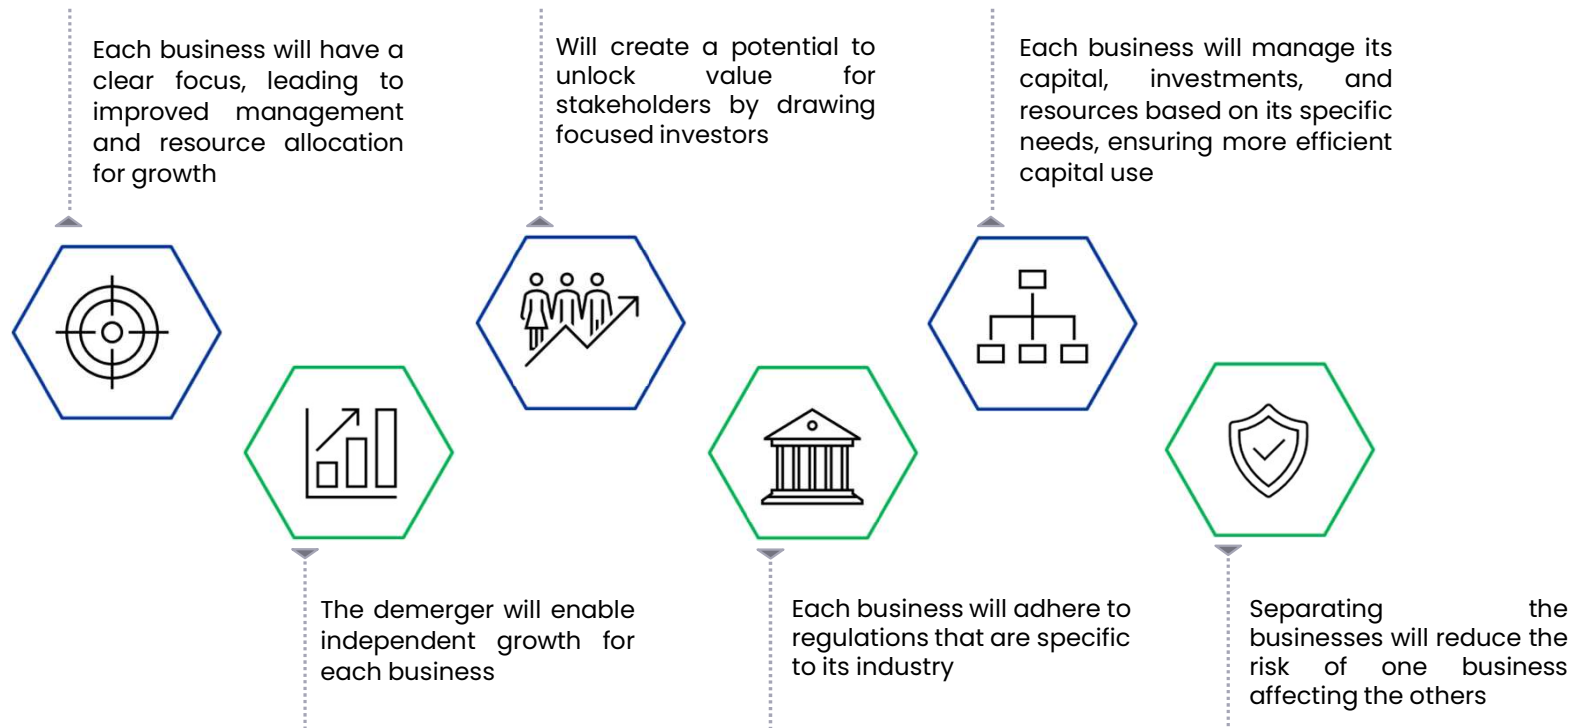 Each business will have a
clear focus, leading to
improved management
and resource allocation
for growth
Will create a potential to
unlock value for
stakeholders by drawing
focused investors
Each business will manage its
capital, investments, and
resources based on its specific
needs, ensuring more efficient
capital use
The demerger will enable
independent growth for
each business
Each business will adhere to
regulations that are specific
to its industry
Separating the
businesses will reduce the
risk of one business
affecting the others